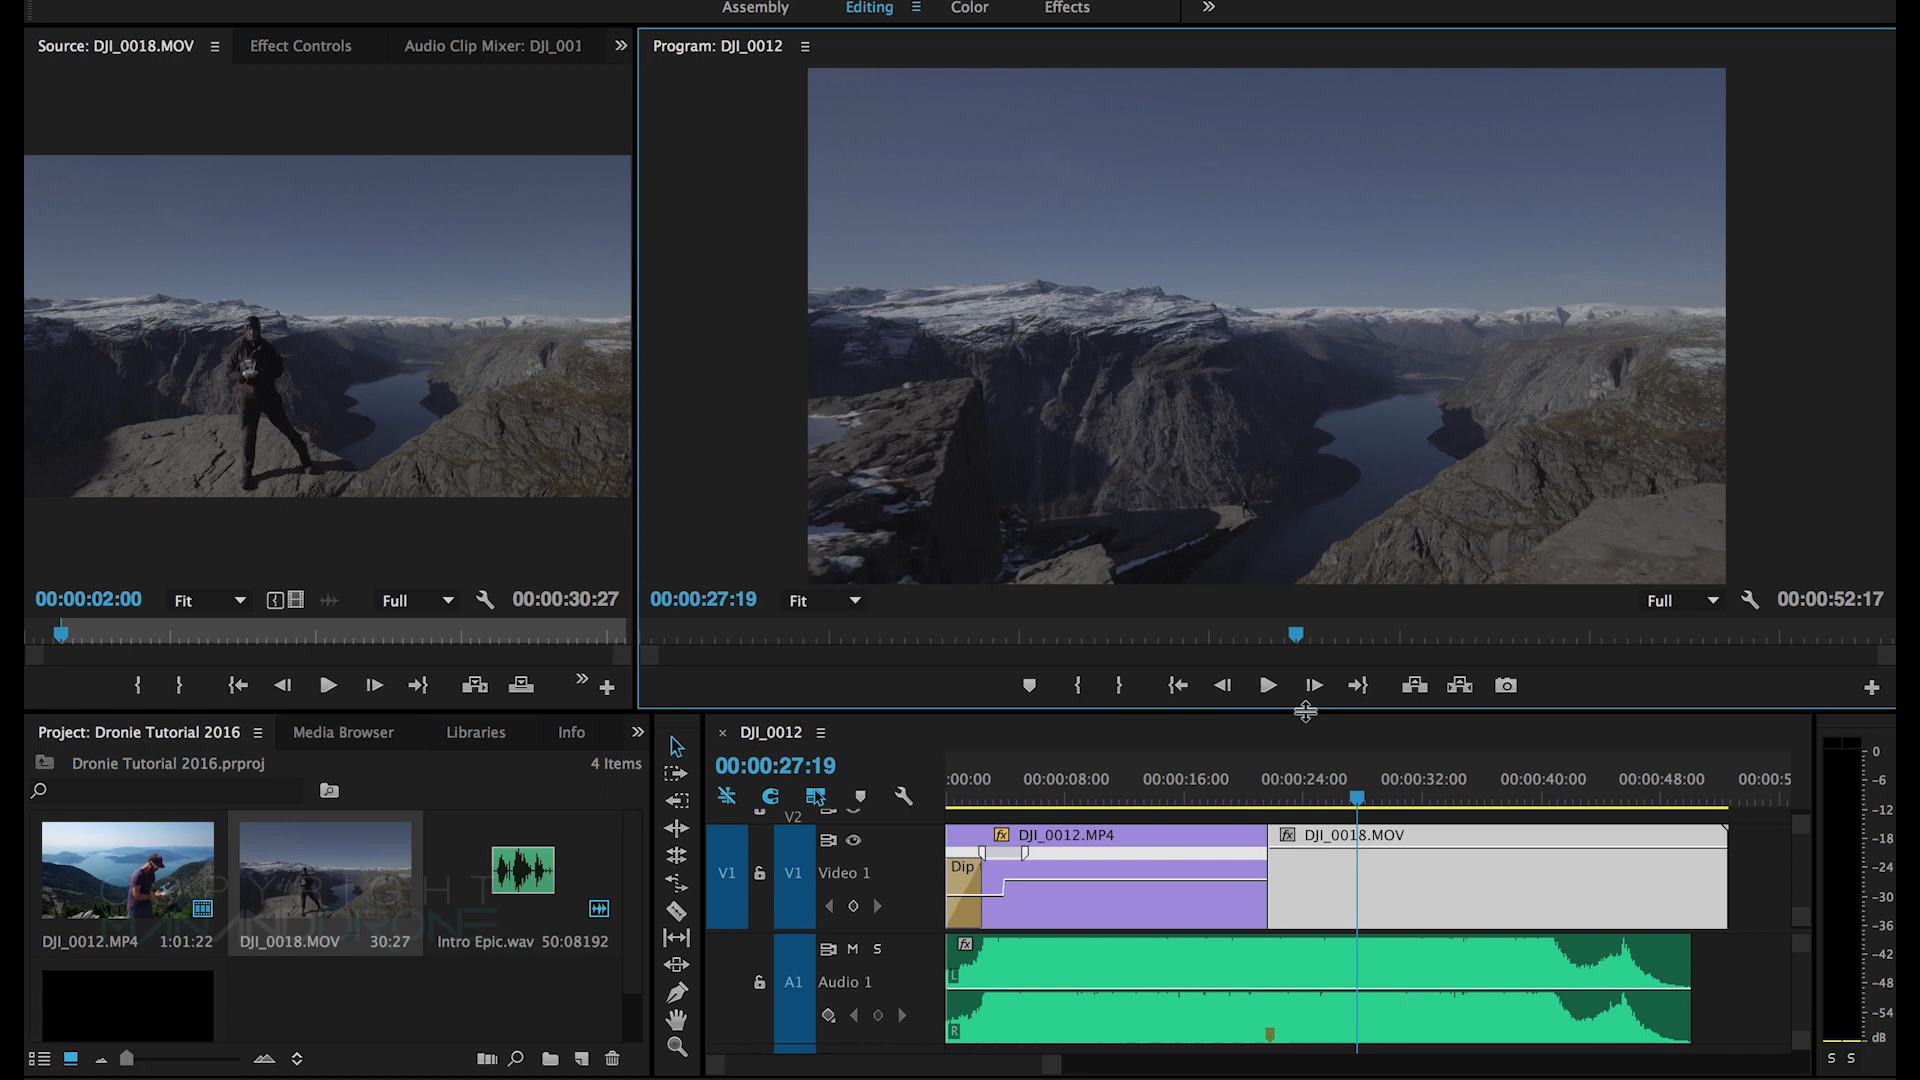 Assembly Editing Color Effects
Source: DJI_0018.MOV Effect Controls Audio Clip Mixer: DJI_001
Program: DJI_0012
00:00:02:00 Fit Full 00:00:30:27
00:00:27:19 Fit Full 00:00:52:17
Project: Dronie Tutorial 2016 Media Browser Libraries Info
Dronie Tutorial 2016.prproj 4 Items
DJI_0012.MP4 1:01:22
DJI_0018.MOV 30:27
Intro Epic.wav 50:08192
COPYRIGHT
MANANDDRONE
DJI_0012
00:00:27:19
:00:00 00:00:08:00 00:00:16:00 00:00:24:00 00:00:32:00 00:00:40:00 00:00:48:00 00:00:5
V2
fx DJI_0012.MP4 fx DJI_0018.MOV
Dip
V1 V1 Video 1
M S
fx
L
A1 Audio 1
R
0
-6
-12
-18
-24
-30
-36
-42
-48
-54
dB
S S